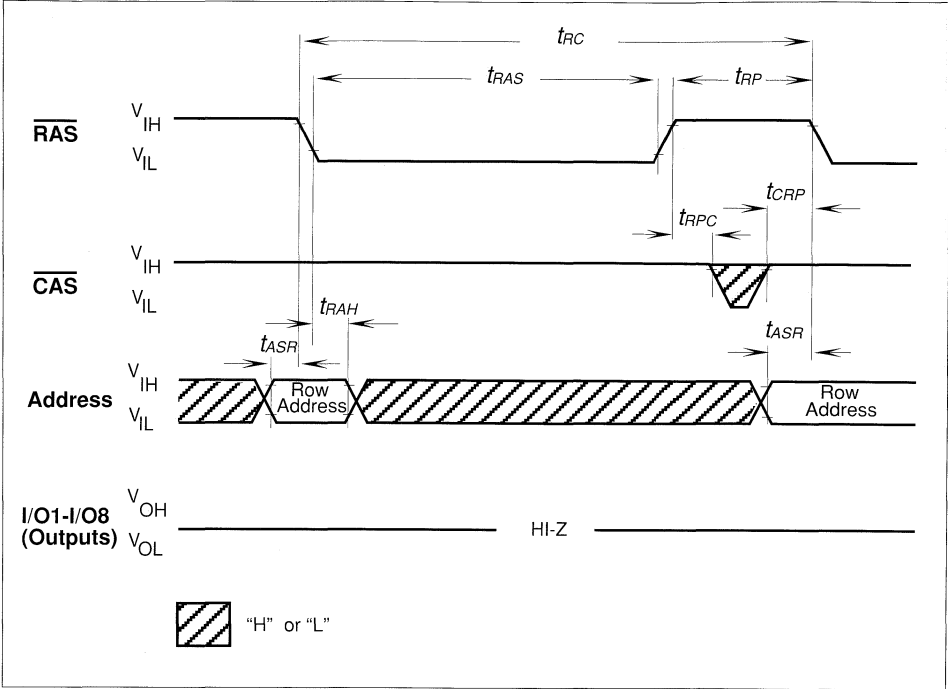 tRC
tRAS
tRP
RAS
VIH
VIL
tCRP
tRPC
CAS
VIH
VIL
tRAH
tASR
tASR
Address
VIH
VIL
Row
Address
Row
Address
I/O1-I/O8
(Outputs)
VOH
VOL
HI-Z
“H” or “L”